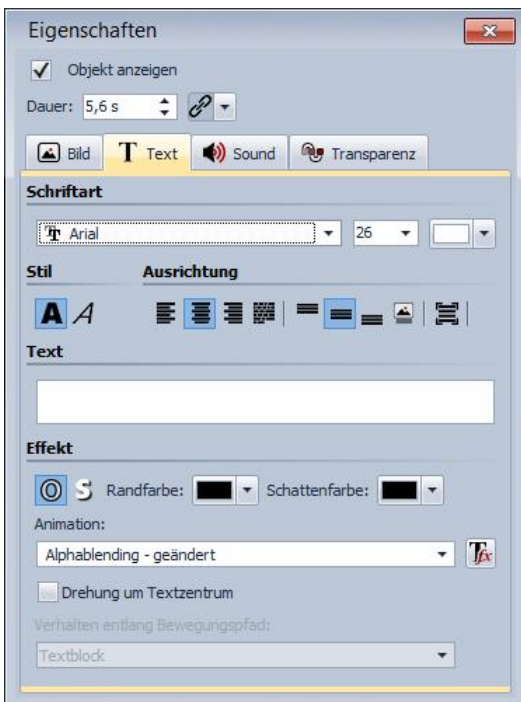 Eigenschaften
Objekt anzeigen
Dauer: 5,6 s
Bild T Text Sound Transparenz
Schriftart
Arial 26
Stil Ausrichtung
A A
Text
Effekt
O S Randfarbe: Schattenfarbe:
Animation:
Alphablending - geändert Tfx
Drehung um Textzentrum
Verhalten entlang Bewegungspfad:
Textblock